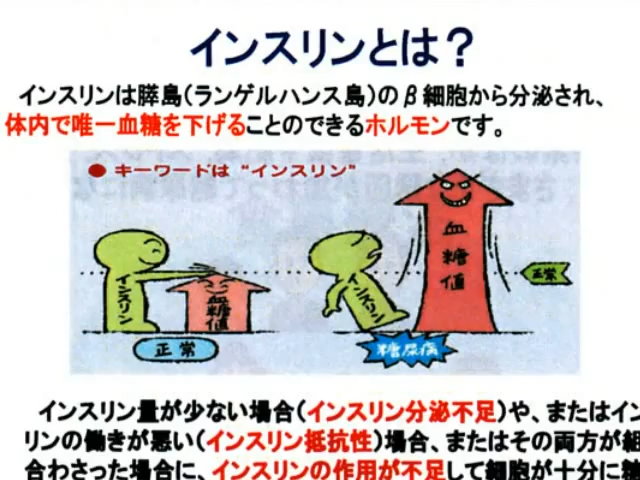 インスリンとは？
インスリンは膵島（ランゲルハンス島）のβ細胞から分泌され、
体内で唯一血糖を下げることのできるホルモンです。
● キーワードは “インスリン”
インスリン
血糖値
正常
インスリン
血糖値
正常
糖尿病
インスリン量が少ない場合（インスリン分泌不足）や、またはイン
リンの働きが悪い（インスリン抵抗性）場合、またはその両方が組
合わさった場合に、インスリンの作用が不足して細胞が十分に糖